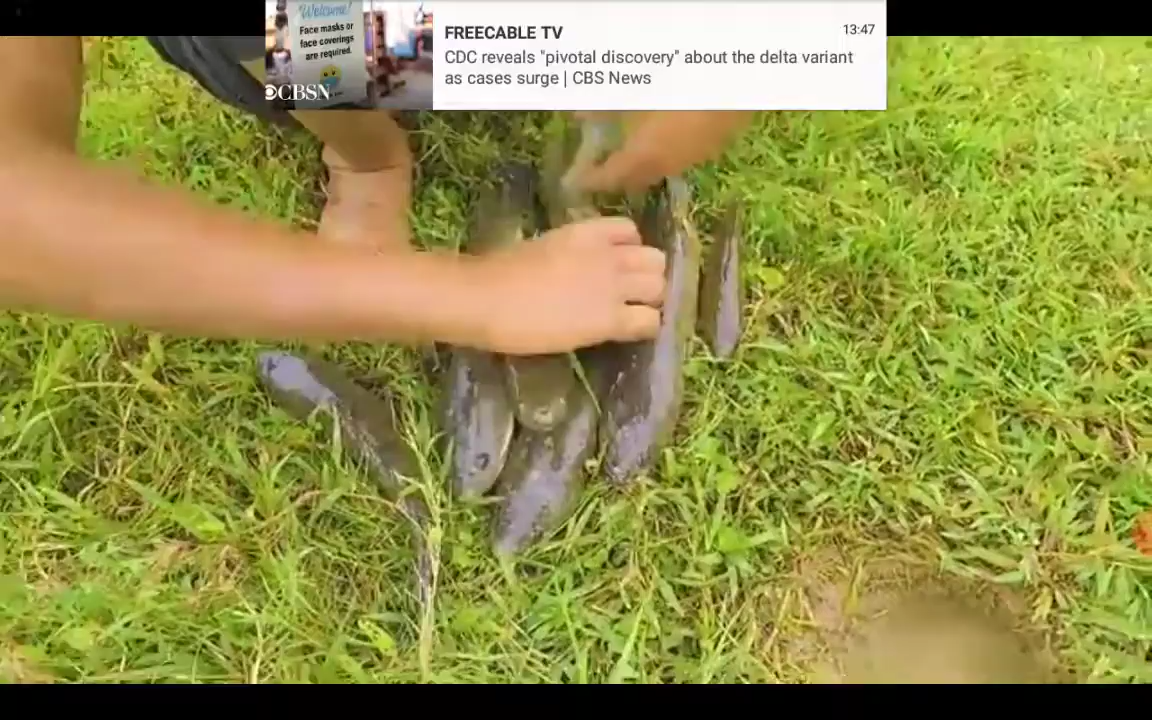 Welcome!
Face masks or
face coverings
are required.
CBSN
FREECABLE TV
13:47
CDC reveals "pivotal discovery" about the delta variant
as cases surge | CBS News